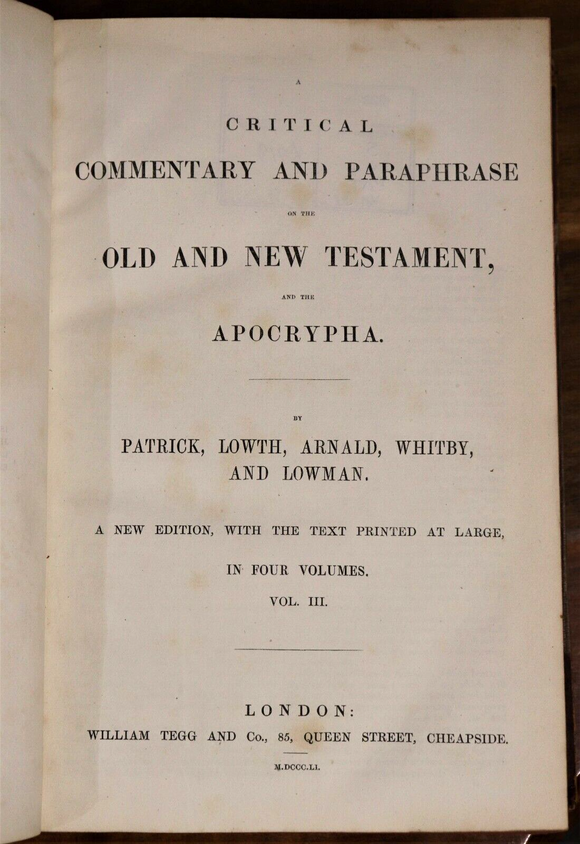 A
CRITICAL
COMMENTARY AND PARAPHRASE
ON THE
OLD AND NEW TESTAMENT,
AND THE
APOCRYPHA.
BY
PATRICK, LOWTH, ARNALD, WHITBY,
AND LOWMAN.
A NEW EDITION, WITH THE TEXT PRINTED AT LARGE,
IN FOUR VOLUMES.
VOL. III.
LONDON:
WILLIAM TEGG AND Co., 85, QUEEN STREET, CHEAPSIDE.
M.DCCC.LI.